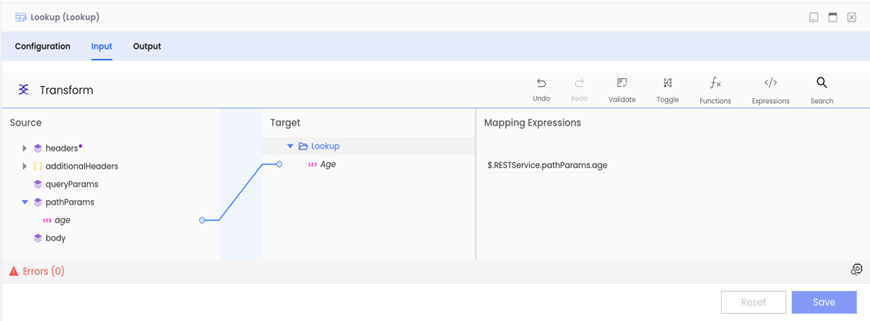 Lookup (Lookup)
Configuration Input Output
Transform
Undo Redo Validate Toggle Functions Expressions Search
Source Target Mapping Expressions
headers*
Lookup
additionalHeaders
123 Age
$.RESTService.pathParams.age
queryParams
pathParams
123 age
body
Errors (0)
Reset Save